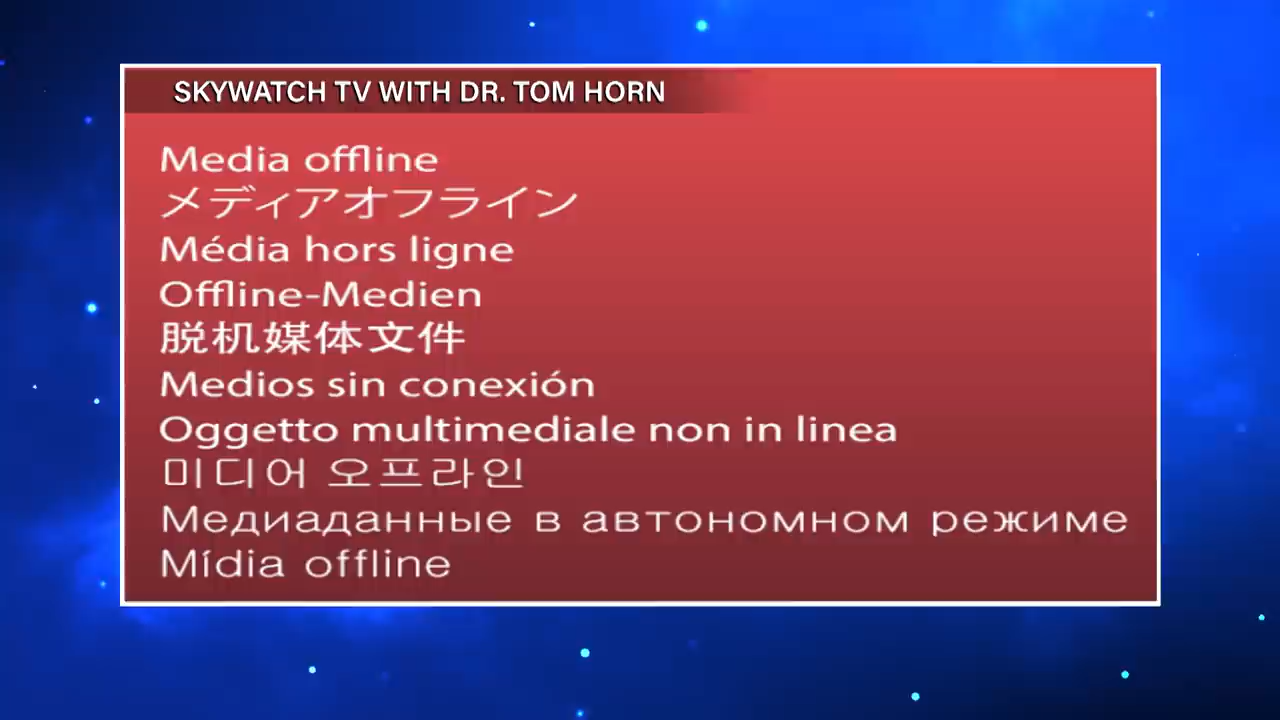 SKYWATCH TV WITH DR. TOM HORN
Media offline
メディアオフライン
Média hors ligne
Offline-Medien
脱机媒体文件
Medios sin conexión
Oggetto multimediale non in linea
미디어 오프라인
Медиаданные в автономном режиме
Mídia offline